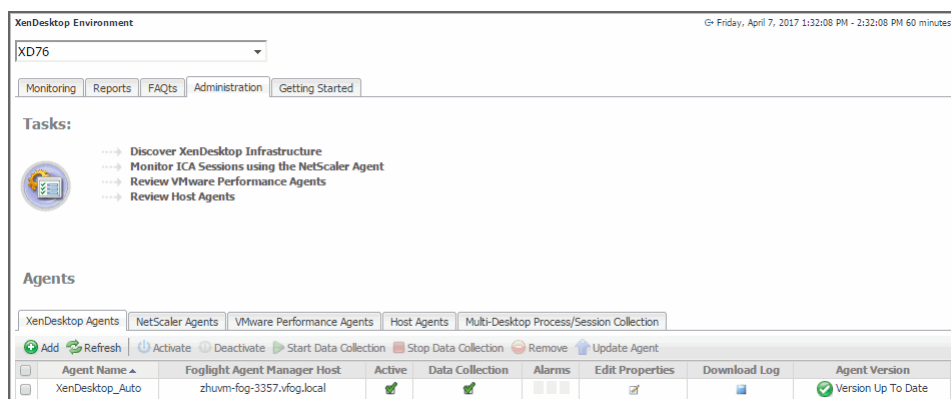 XenDesktop Environment
Friday, April 7, 2017 1:32:08 PM - 2:32:08 PM 60 minutes
XD76
Monitoring Reports FAQts Administration Getting Started
Tasks:
Discover XenDesktop Infrastructure
Monitor ICA Sessions using the NetScaler Agent
Review VMware Performance Agents
Review Host Agents
Agents
XenDesktop Agents NetScaler Agents VMware Performance Agents Host Agents Multi-Desktop Process/Session Collection
Add Refresh Activate Deactivate Start Data Collection Stop Data Collection Remove Update Agent
Agent Name Foglight Agent Manager Host Active Data Collection Alarms Edit Properties Download Log Agent Version
XenDesktop_Auto zhuvm-fog-3357.vfog.local Version Up To Date